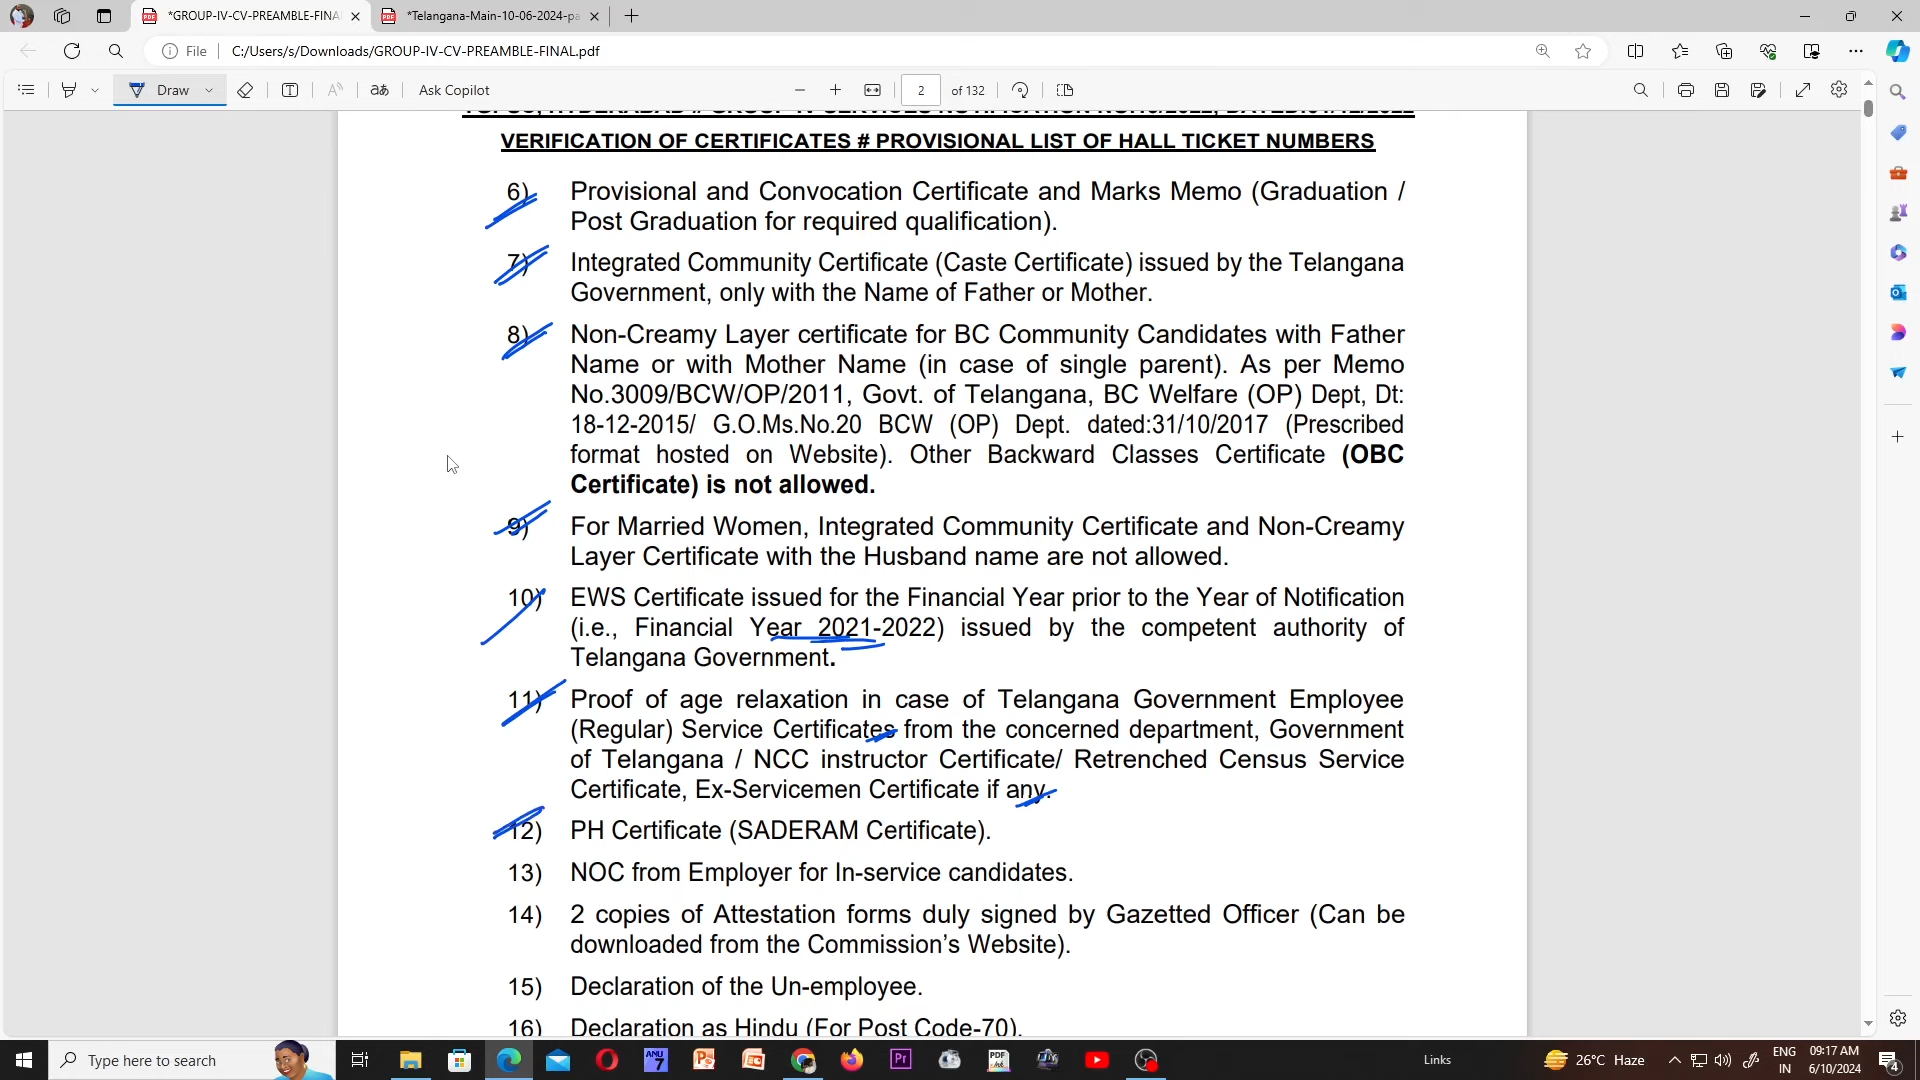 *GROUP-IV-CV-PREAMBLE-FINAL
*Telangana-Main-10-06-2024-pa
File
C:/Users/s/Downloads/GROUP-IV-CV-PREAMBLE-FINAL.pdf
Draw
Ask Copilot
2 of 132
VERIFICATION OF CERTIFICATES # PROVISIONAL LIST OF HALL TICKET NUMBERS
6) Provisional and Convocation Certificate and Marks Memo (Graduation /
Post Graduation for required qualification).
7) Integrated Community Certificate (Caste Certificate) issued by the Telangana
Government, only with the Name of Father or Mother.
8) Non-Creamy Layer certificate for BC Community Candidates with Father
Name or with Mother Name (in case of single parent). As per Memo
No.3009/BCW/OP/2011, Govt. of Telangana, BC Welfare (OP) Dept, Dt:
18-12-2015/ G.O.Ms.No.20 BCW (OP) Dept. dated:31/10/2017 (Prescribed
format hosted on Website). Other Backward Classes Certificate (OBC
Certificate) is not allowed.
9) For Married Women, Integrated Community Certificate and Non-Creamy
Layer Certificate with the Husband name are not allowed.
10) EWS Certificate issued for the Financial Year prior to the Year of Notification
(i.e., Financial Year 2021-2022) issued by the competent authority of
Telangana Government.
11) Proof of age relaxation in case of Telangana Government Employee
(Regular) Service Certificates from the concerned department, Government
of Telangana / NCC instructor Certificate/ Retrenched Census Service
Certificate, Ex-Servicemen Certificate if any.
12) PH Certificate (SADERAM Certificate).
13) NOC from Employer for In-service candidates.
14) 2 copies of Attestation forms duly signed by Gazetted Officer (Can be
downloaded from the Commission's Website).
15) Declaration of the Un-employee.
16) Declaration as Hindu (For Post Code-70).
Type here to search
Links
26°C Haze
ENG
IN
09:17 AM
6/10/2024
4